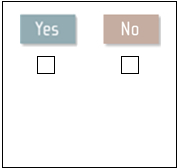 Yes No